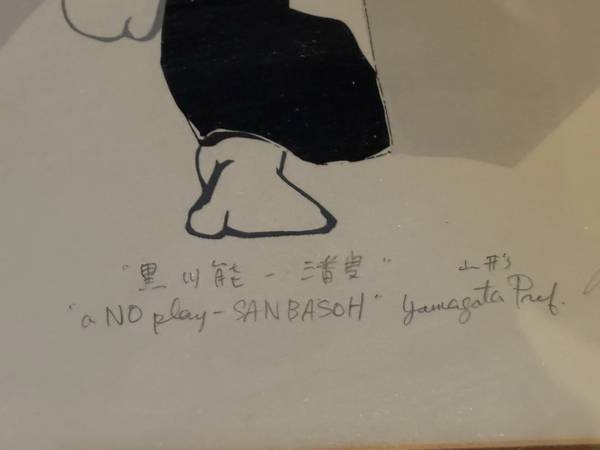 "黒川能 - 三番叟" 山形
"a NO play - SANBASOH" Yamagata Pref.